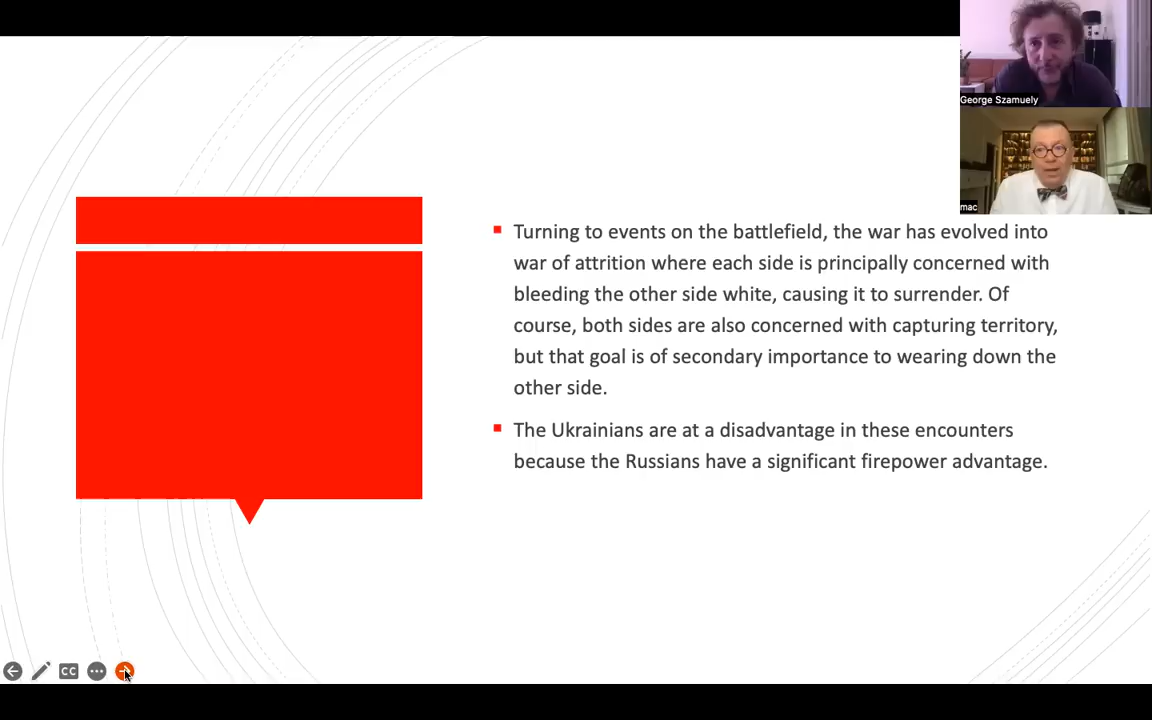 George Szamuely
mac
Turning to events on the battlefield, the war has evolved into
war of attrition where each side is principally concerned with
bleeding the other side white, causing it to surrender. Of
course, both sides are also concerned with capturing territory,
but that goal is of secondary importance to wearing down the
other side.
The Ukrainians are at a disadvantage in these encounters
because the Russians have a significant firepower advantage.
CC